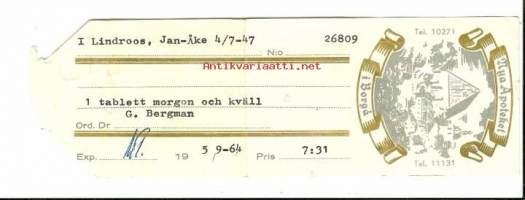 I Lindroos, Jan-Åke 4/7-47
N:o 26809
Antikvariaatti.net
1 tablett morgon och kväll
G. Bergman
Ord. Dr
Exp. 19 5 9-64 Pris 7:31
Tel. 10271
Nya Apoteket
i Borgå
Tel. 11131